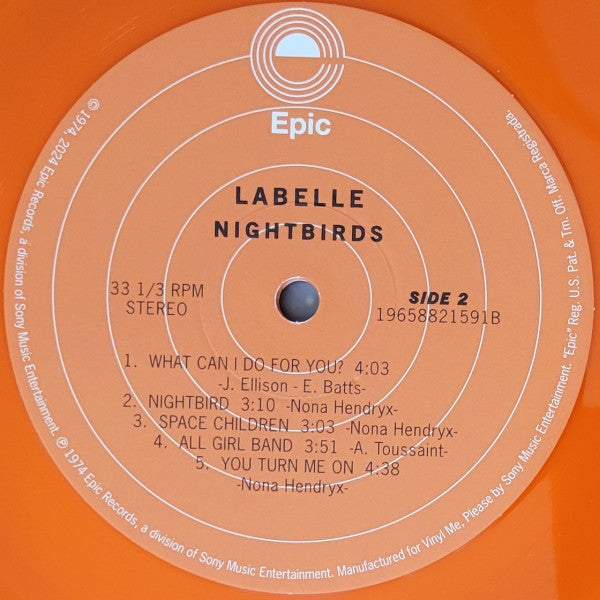 Epic
LABELLE
NIGHTBIRDS
33 1/3 RPM
STEREO
SIDE 2
19658821591B
1. WHAT CAN I DO FOR YOU? 4:03
-J. Ellison - E. Batts-
2. NIGHTBIRD 3:10 -Nona Hendryx-
3. SPACE CHILDREN 3:03 -Nona Hendryx-
4. ALL GIRL BAND 3:51 -A. Toussaint-
5. YOU TURN ME ON 4:38
-Nona Hendryx-
© 1974, 2024 Epic Records, a division of Sony Music Entertainment. ℗ 1974 Epic Records, a division of Sony Music Entertainment. Manufactured for Vinyl Me, Please by Sony Music Entertainment. "Epic" Reg. U.S. Pat. & Tm. Off. Marca Registrada.